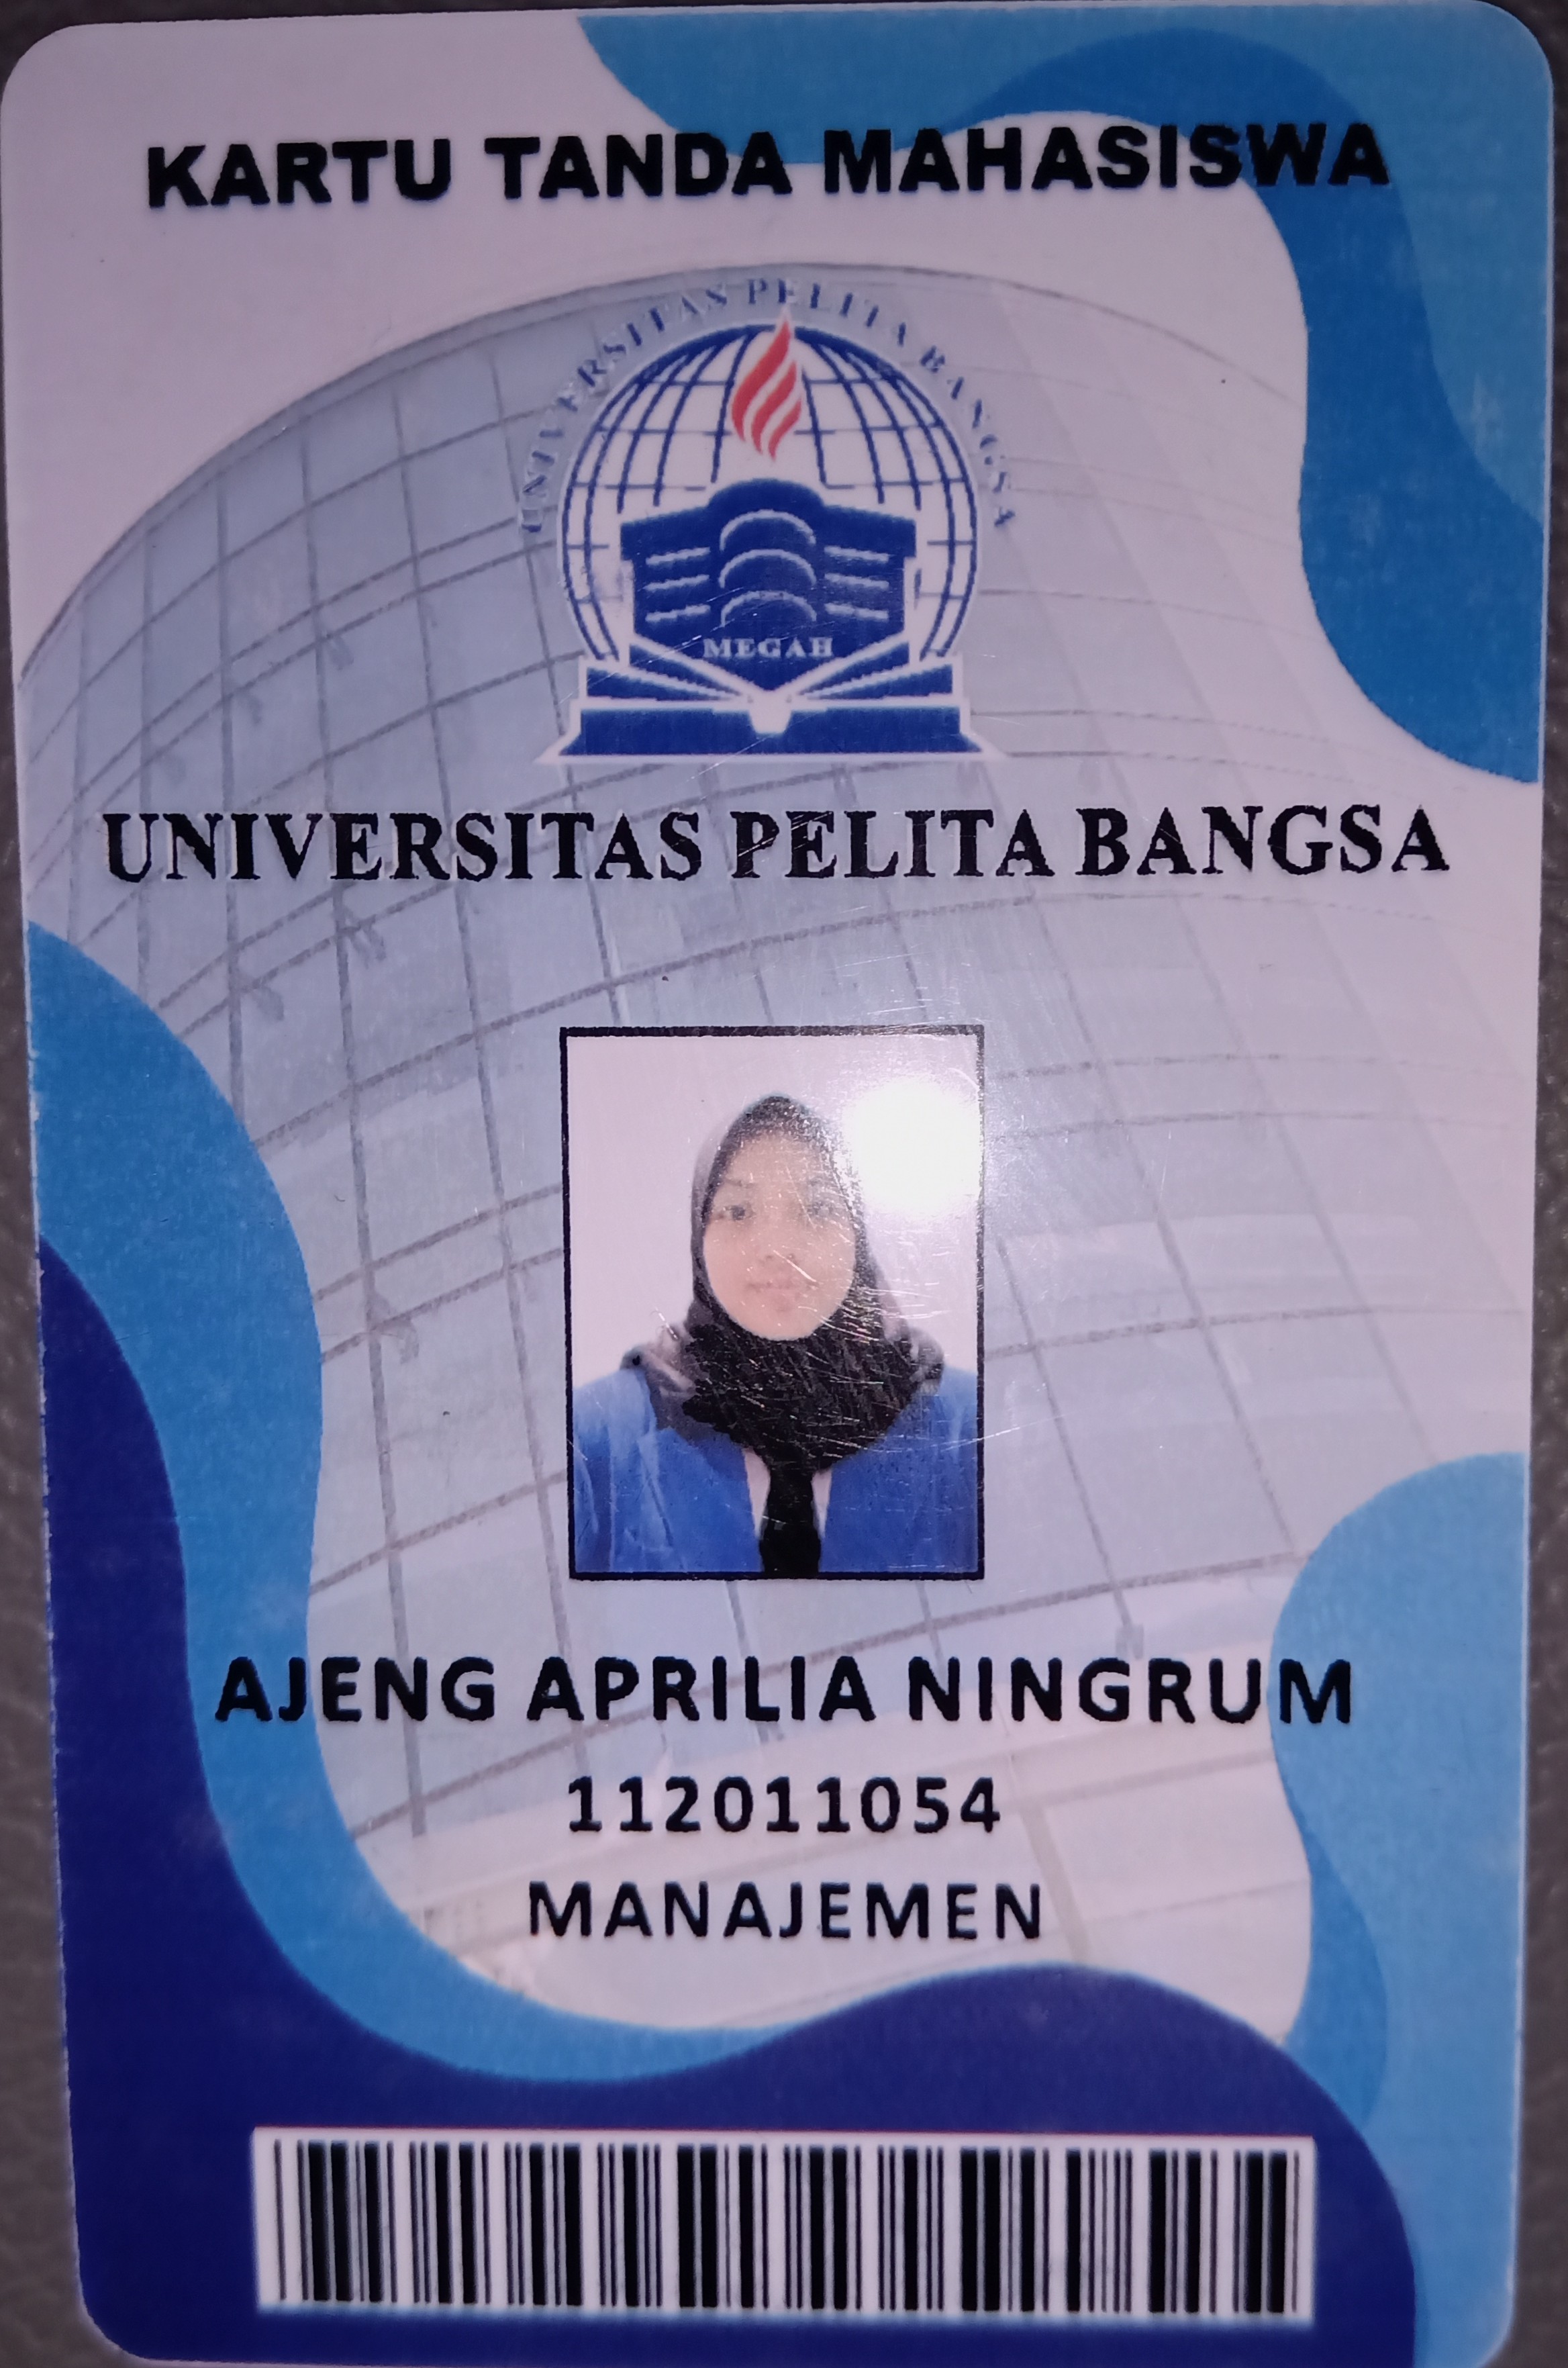 KARTU TANDA MAHASISWA
UNIVERSITAS PELITA BANGSA
MEGAH
UNIVERSITAS PELITA BANGSA
AJENG APRILIA NINGRUM
112011054
MANAJEMEN